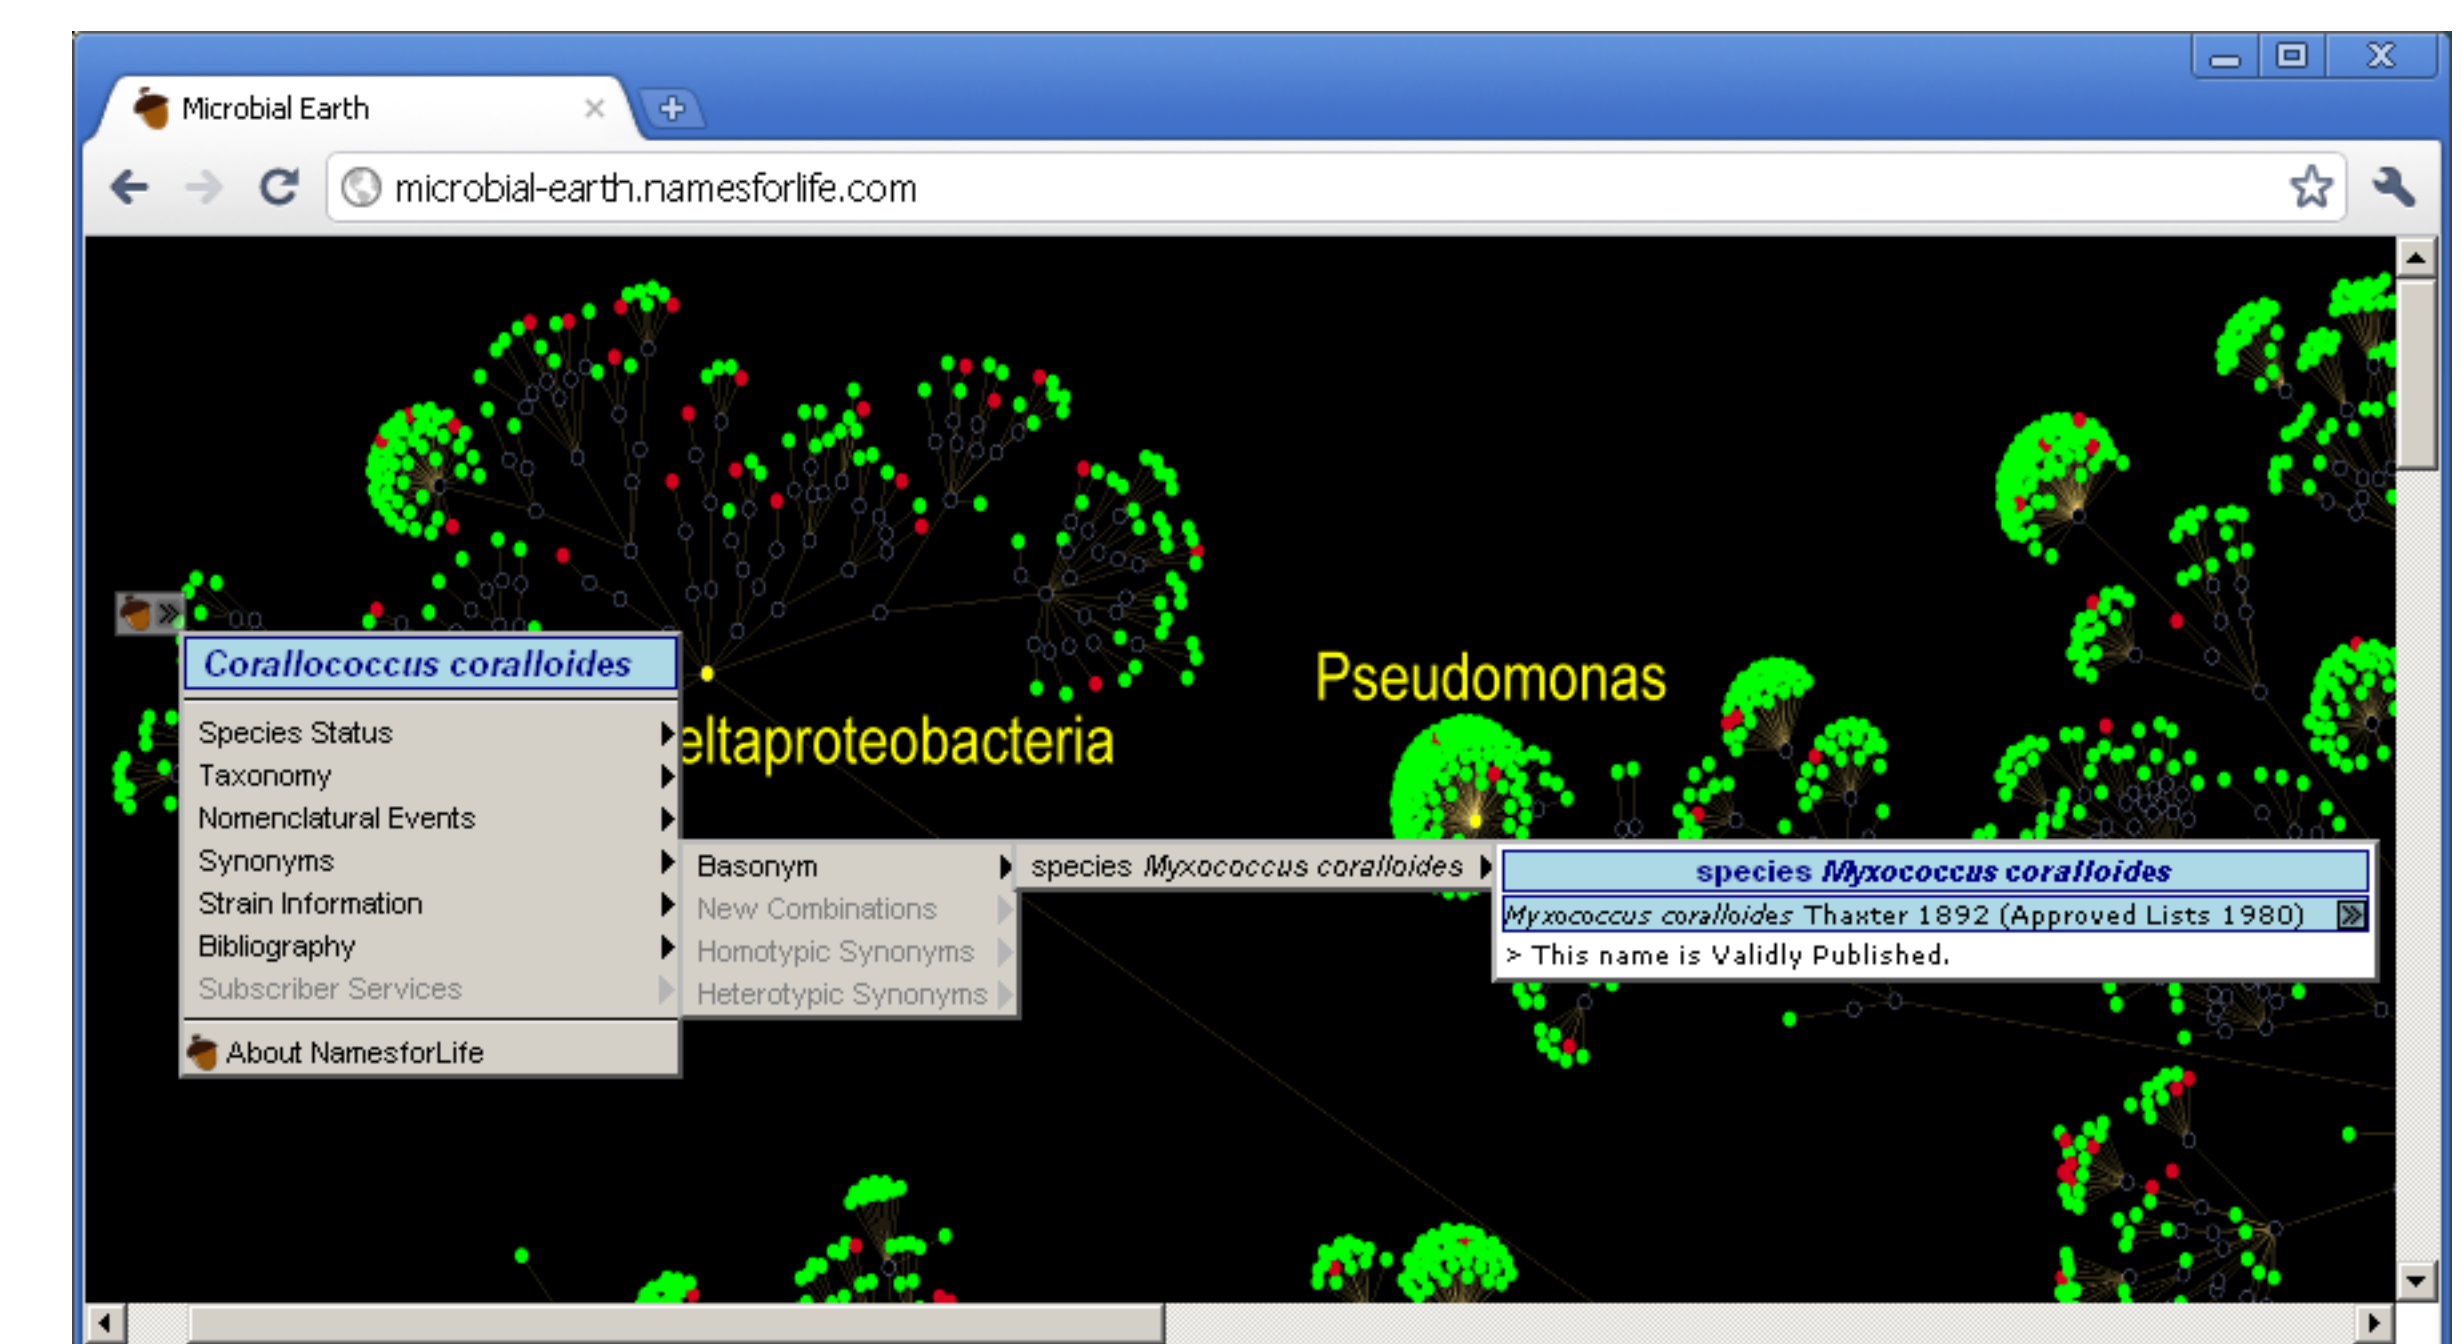 Microbial Earth
microbial-earth.namesforlife.com
Pseudomonas
eltaproteobacteria
Corallococcus coralloides
Species Status
Taxonomy
Nomenclatural Events
Synonyms
Strain Information
Bibliography
Subscriber Services
About NamesforLife
Basonym
New Combinations
Homotypic Synonyms
Heterotypic Synonyms
species Myxococcus coralloides
species Myxococcus coralloides
Myxococcus coralloides Thaxter 1892 (Approved Lists 1980)
> This name is Validly Published.